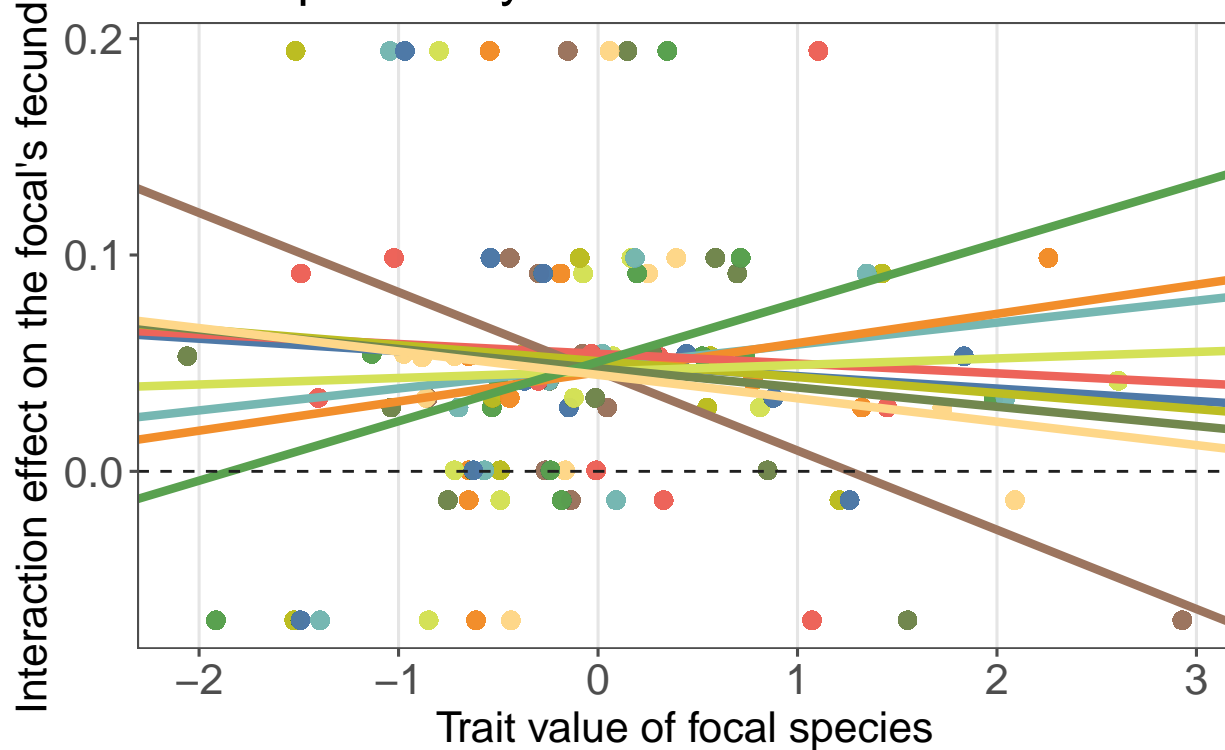 Interaction effect on the focal's fecund
0.2
0.1
0.0
−2 −1 0 1 2 3
Trait value of focal species